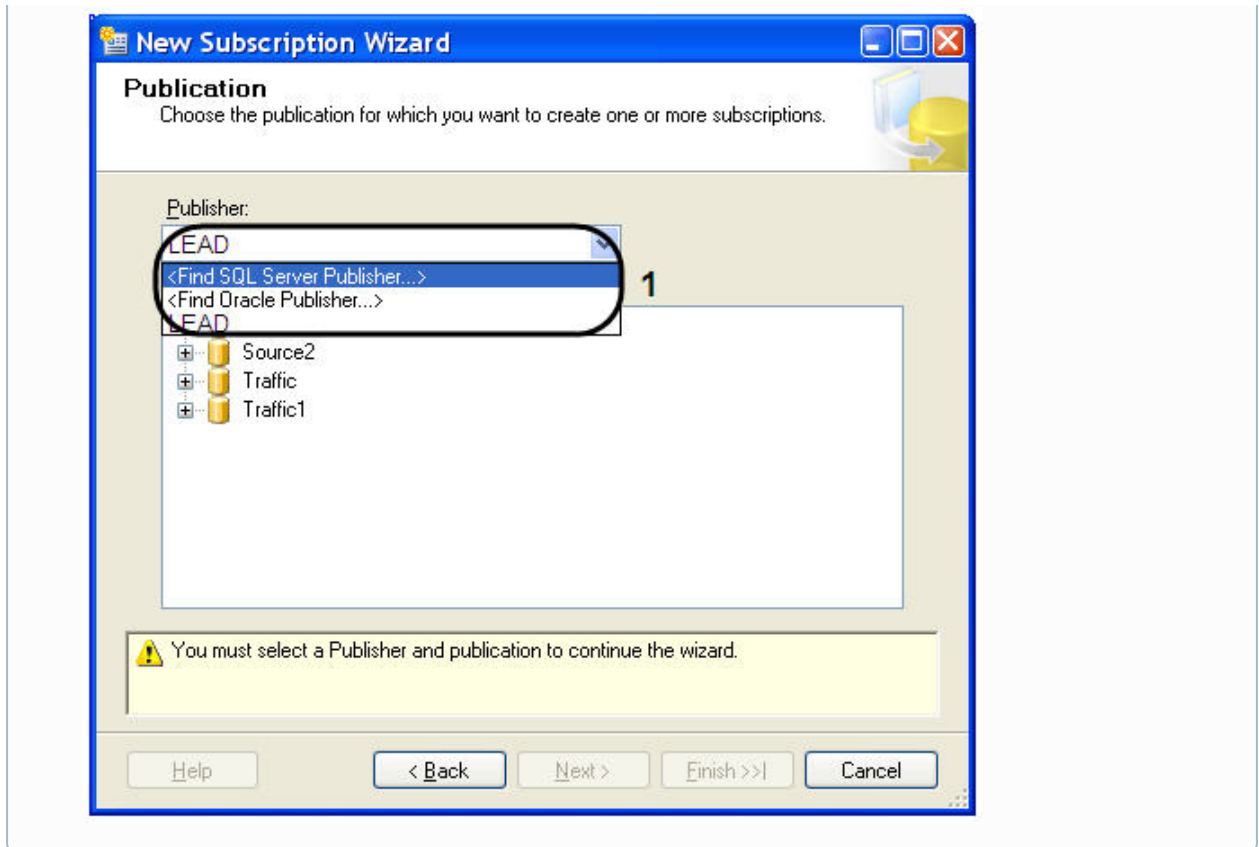 New Subscription Wizard
Publication
Choose the publication for which you want to create one or more subscriptions.
Publisher:
LEAD
<Find SQL Server Publisher...>
1
<Find Oracle Publisher...>
LEAD
Source2
Traffic
Traffic1
You must select a Publisher and publication to continue the wizard.
Help
< Back
Next >
Finish >>|
Cancel